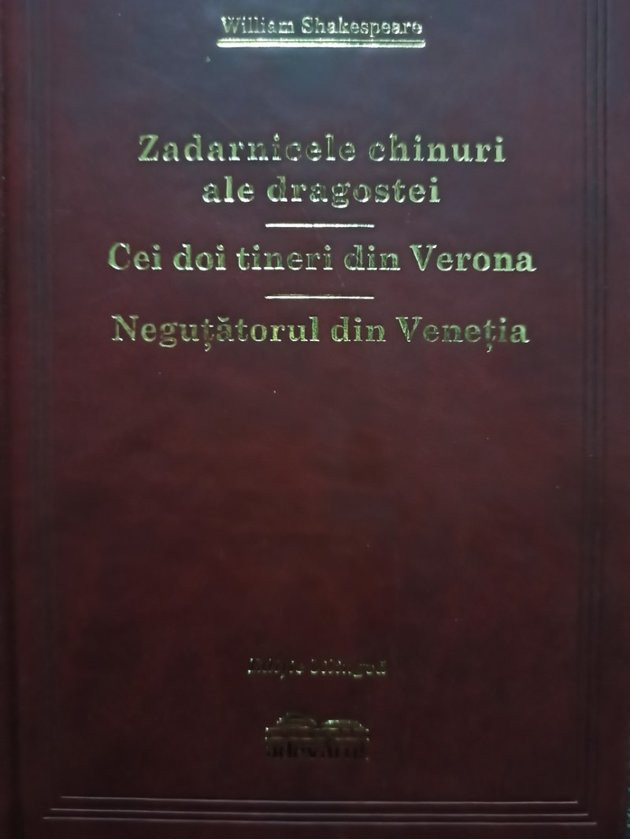 William Shakespeare
Zadarnicele chinuri
ale dragostei
Cei doi tineri din Verona
Neguțătorul din Veneția